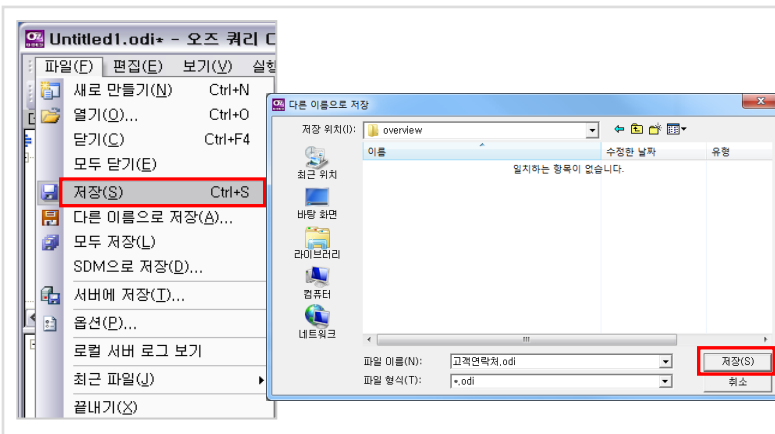 Untitled1.odi* - 오즈 쿼리
파일(F) 편집(E) 보기(V) 실행
새로 만들기(N) Ctrl+N
열기(O)... Ctrl+O
닫기(C) Ctrl+F4
모두 닫기(E)
저장(S) Ctrl+S
다른 이름으로 저장(A)...
모두 저장(L)
SDM으로 저장(D)...
서버에 저장(T)...
옵션(P)...
로컬 서버 로그 보기
최근 파일(J)
끝내기(X)
다른 이름으로 저장
저장 위치(I): overview
이름 수정한 날짜 유형
일치하는 항목이 없습니다.
최근 위치
바탕 화면
라이브러리
컴퓨터
네트워크
파일 이름(N): 고객연락처.odi 저장(S)
파일 형식(T): *.odi 취소